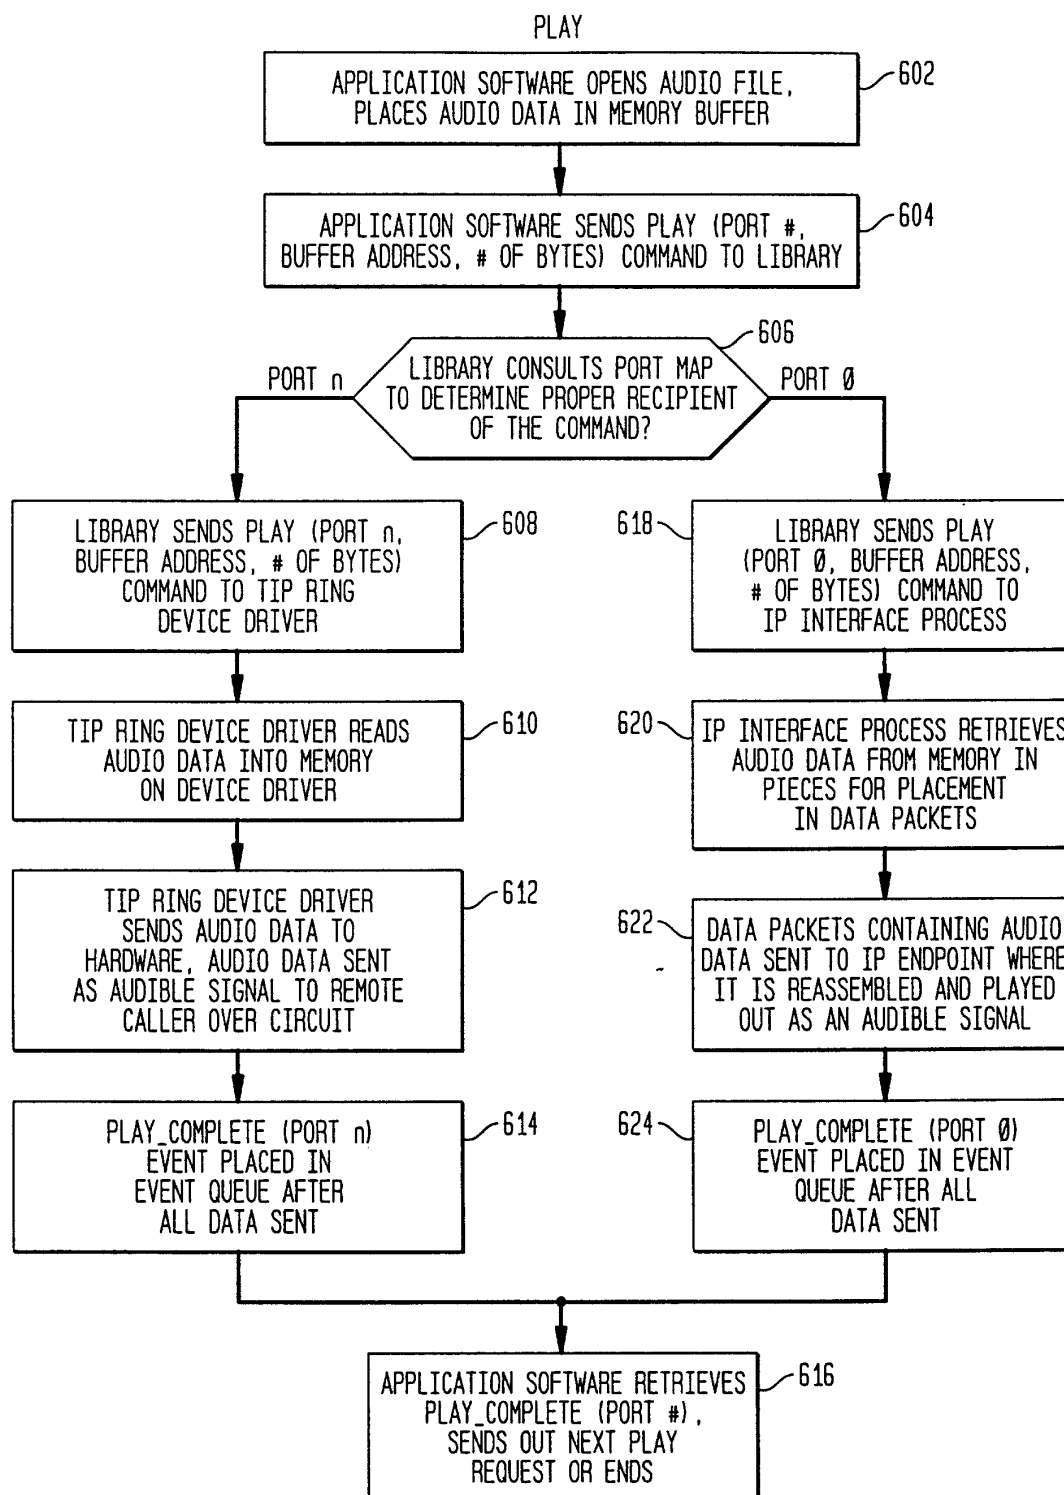 PLAY
APPLICATION SOFTWARE OPENS AUDIO FILE,
PLACES AUDIO DATA IN MEMORY BUFFER
602
APPLICATION SOFTWARE SENDS PLAY (PORT #,
BUFFER ADDRESS, # OF BYTES) COMMAND TO LIBRARY
604
606
LIBRARY CONSULTS PORT MAP
TO DETERMINE PROPER RECIPIENT
OF THE COMMAND?
PORT n
PORT Ø
LIBRARY SENDS PLAY (PORT n,
BUFFER ADDRESS, # OF BYTES)
COMMAND TO TIP RING
DEVICE DRIVER
608
TIP RING DEVICE DRIVER READS
AUDIO DATA INTO MEMORY
ON DEVICE DRIVER
610
TIP RING DEVICE DRIVER
SENDS AUDIO DATA TO
HARDWARE, AUDIO DATA SENT
AS AUDIBLE SIGNAL TO REMOTE
CALLER OVER CIRCUIT
612
PLAY_COMPLETE (PORT n)
EVENT PLACED IN
EVENT QUEUE AFTER
ALL DATA SENT
614
618
LIBRARY SENDS PLAY
(PORT Ø, BUFFER ADDRESS,
# OF BYTES) COMMAND TO
IP INTERFACE PROCESS
620
IP INTERFACE PROCESS RETRIEVES
AUDIO DATA FROM MEMORY IN
PIECES FOR PLACEMENT
IN DATA PACKETS
622
DATA PACKETS CONTAINING AUDIO
DATA SENT TO IP ENDPOINT WHERE
IT IS REASSEMBLED AND PLAYED
OUT AS AN AUDIBLE SIGNAL
624
PLAY_COMPLETE (PORT Ø)
EVENT PLACED IN EVENT
QUEUE AFTER ALL
DATA SENT
APPLICATION SOFTWARE RETRIEVES
PLAY_COMPLETE (PORT #),
SENDS OUT NEXT PLAY
REQUEST OR ENDS
616